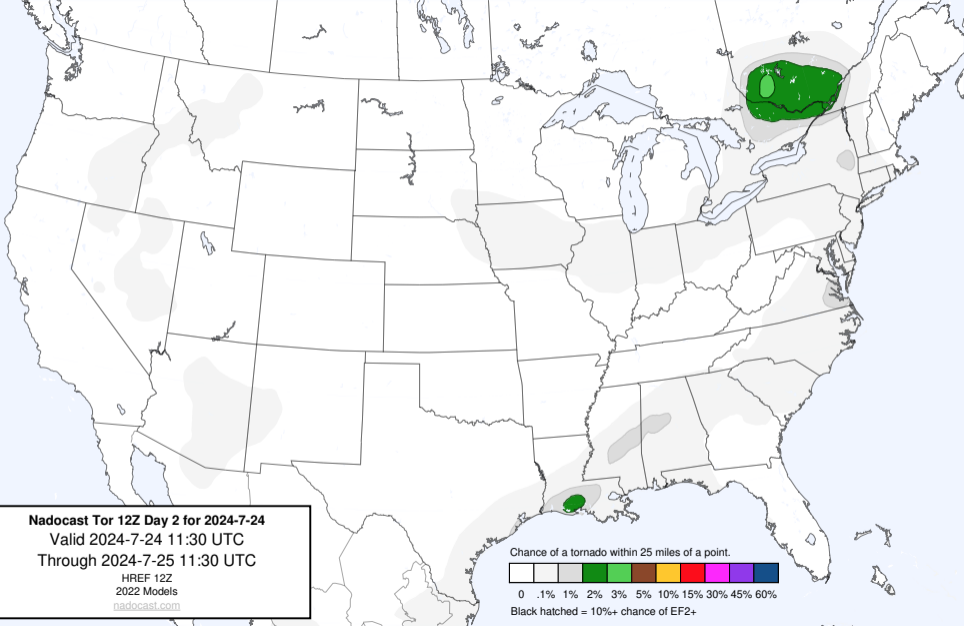 Nadocast Tor 12Z Day 2 for 2024-7-24
Valid 2024-7-24 11:30 UTC
Through 2024-7-25 11:30 UTC
HREF 12Z
2022 Models
nadocast.com
Chance of a tornado within 25 miles of a point.
0 .1% 1% 2% 3% 5% 10% 15% 30% 45% 60%
Black hatched = 10%+ chance of EF2+